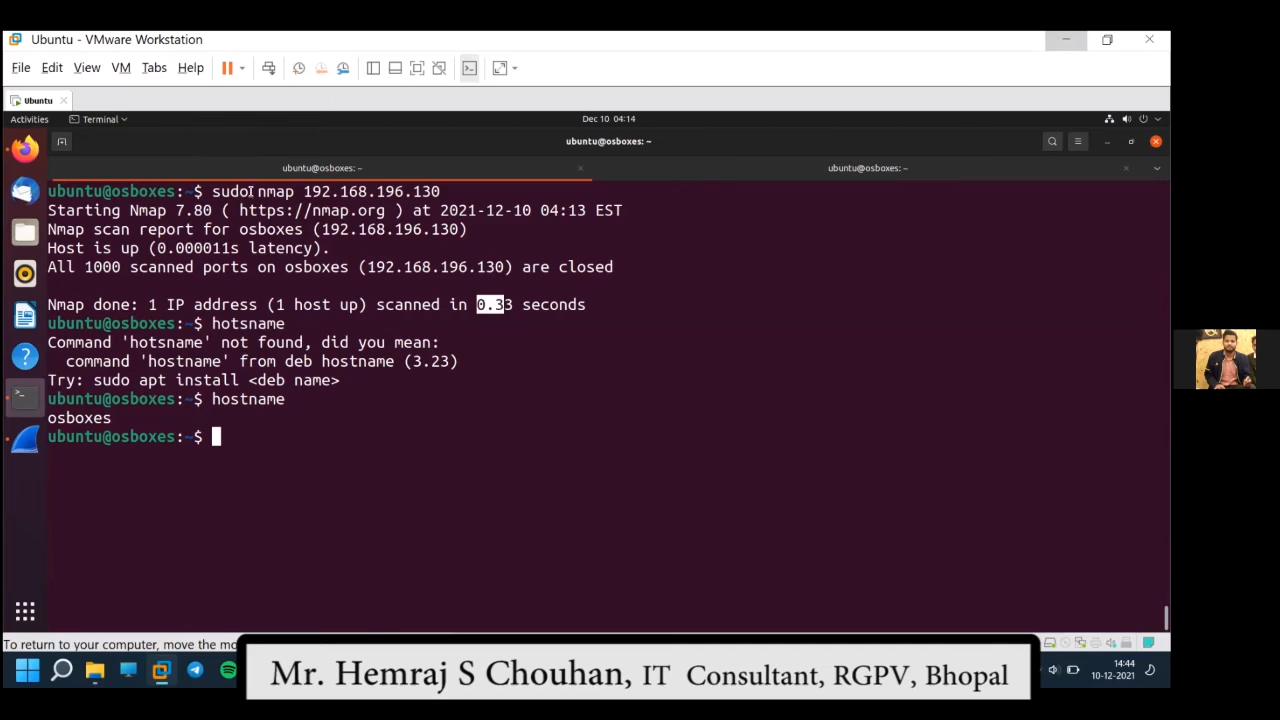 Ubuntu - VMware Workstation
File Edit View VM Tabs Help
Ubuntu
Activities Terminal Dec 10 04:14
ubuntu@osboxes: ~
ubuntu@osboxes: ~ ubuntu@osboxes: ~
ubuntu@osboxes:~$ sudo nmap 192.168.196.130
Starting Nmap 7.80 ( https://nmap.org ) at 2021-12-10 04:13 EST
Nmap scan report for osboxes (192.168.196.130)
Host is up (0.000011s latency).
All 1000 scanned ports on osboxes (192.168.196.130) are closed
Nmap done: 1 IP address (1 host up) scanned in 0.33 seconds
ubuntu@osboxes:~$ hotsname
Command 'hotsname' not found, did you mean:
command 'hostname' from deb hostname (3.23)
Try: sudo apt install <deb name>
ubuntu@osboxes:~$ hostname
osboxes
ubuntu@osboxes:~$
To return to your computer, move the mo
Mr. Hemraj S Chouhan, IT Consultant, RGPV, Bhopal
14:44
10-12-2021